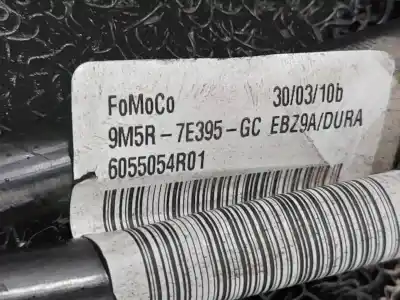 FoMoCo 30/03/10b
9M5R-7E395-GC EBZ9A/DURA
6055054R01